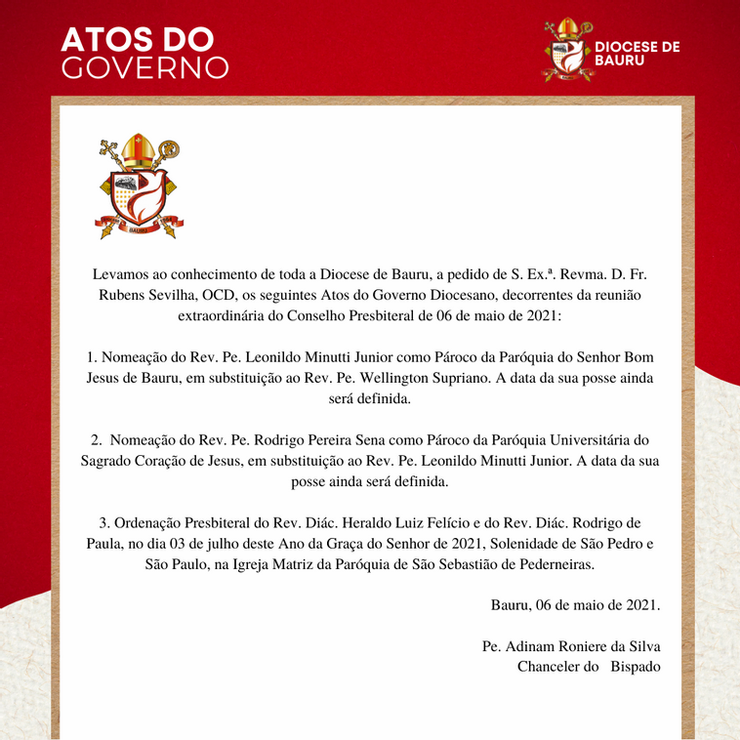 ATOS DO
GOVERNO
DIOCESE DE
BAURU
BAURU
Levamos ao conhecimento de toda a Diocese de Bauru, a pedido de S. Ex.ª. Revma. D. Fr.
Rubens Sevilha, OCD, os seguintes Atos do Governo Diocesano, decorrentes da reunião
extraordinária do Conselho Presbiteral de 06 de maio de 2021:
1. Nomeação do Rev. Pe. Leonildo Minutti Junior como Pároco da Paróquia do Senhor Bom
Jesus de Bauru, em substituição ao Rev. Pe. Wellington Supriano. A data da sua posse ainda
será definida.
2.  Nomeação do Rev. Pe. Rodrigo Pereira Sena como Pároco da Paróquia Universitária do
Sagrado Coração de Jesus, em substituição ao Rev. Pe. Leonildo Minutti Junior. A data da sua
posse ainda será definida.
3. Ordenação Presbiteral do Rev. Diác. Heraldo Luiz Felício e do Rev. Diác. Rodrigo de
Paula, no dia 03 de julho deste Ano da Graça do Senhor de 2021, Solenidade de São Pedro e
São Paulo, na Igreja Matriz da Paróquia de São Sebastião de Pederneiras.
Bauru, 06 de maio de 2021.
Pe. Adinam Roniere da Silva
Chanceler do   Bispado